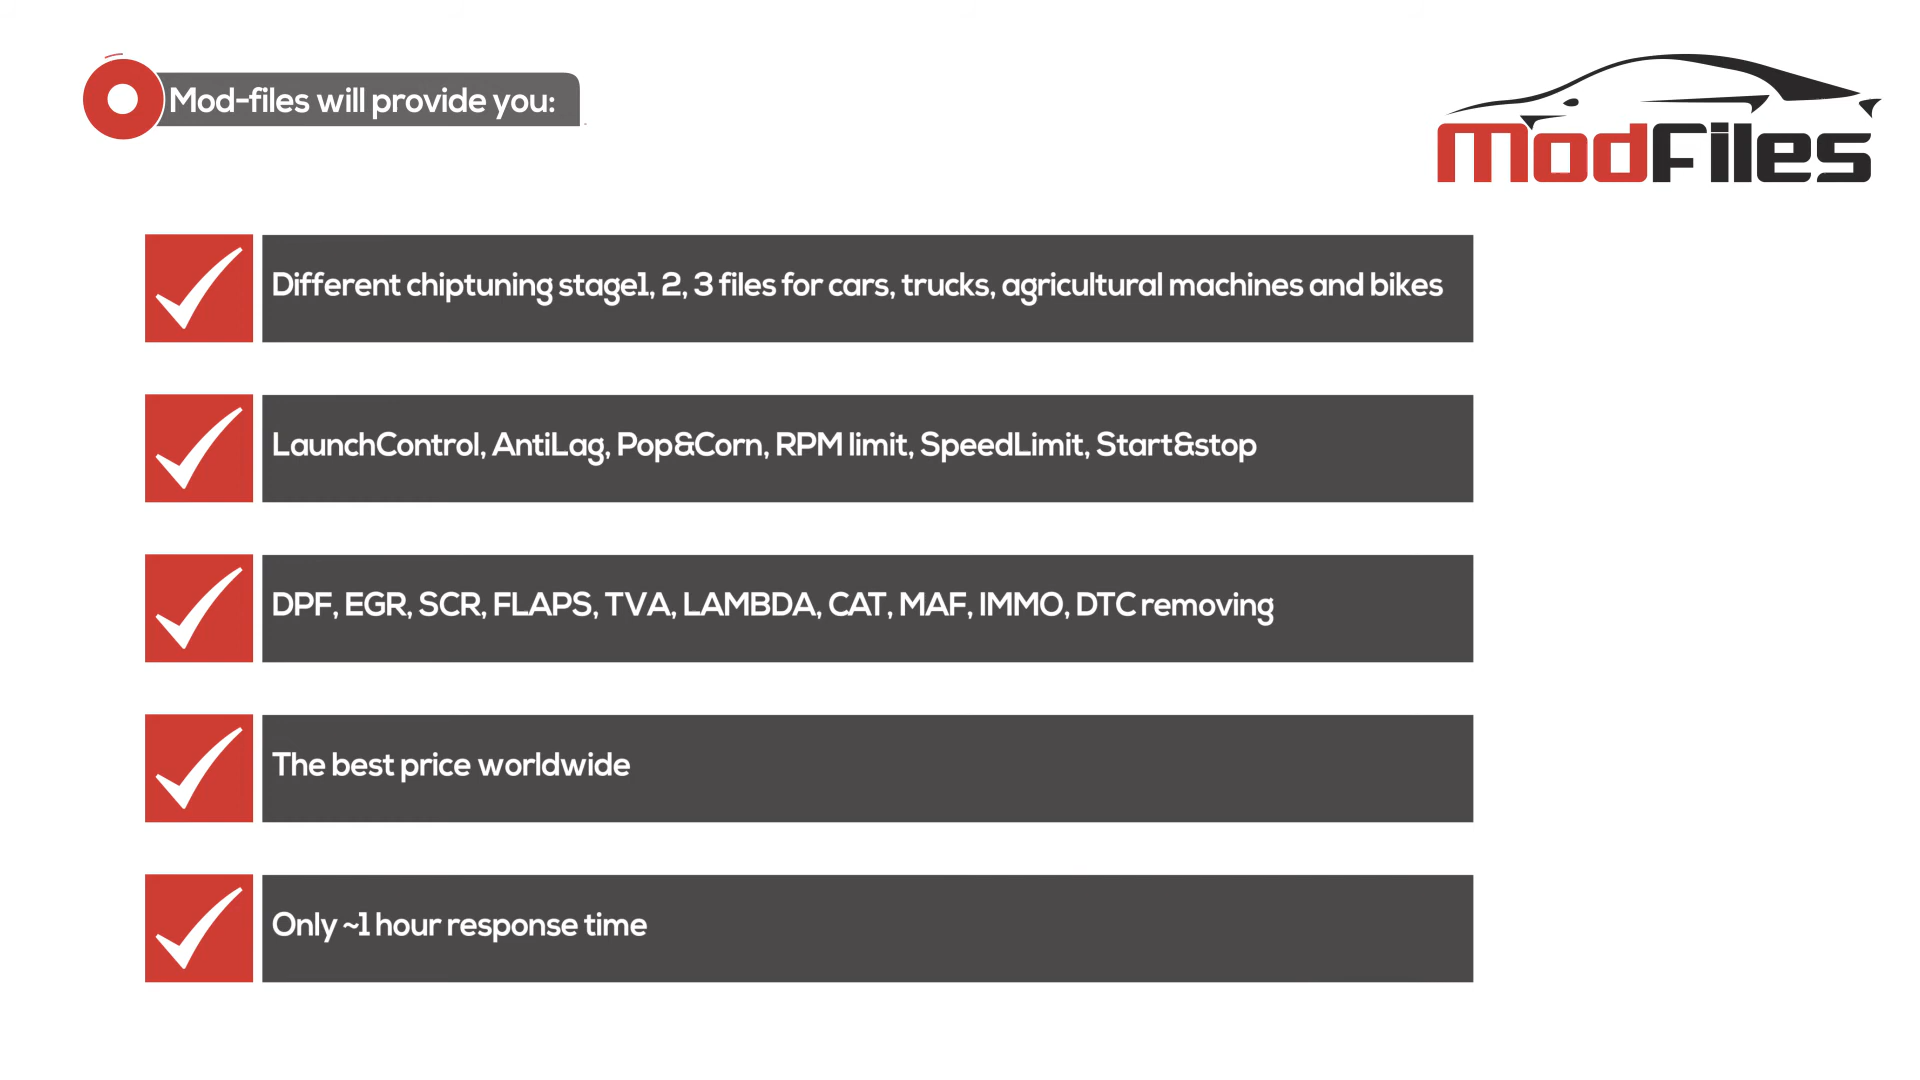 Mod-files will provide you:
ModFiles
Different chiptuning stage1, 2, 3 files for cars, trucks, agricultural machines and bikes
LaunchControl, AntiLag, Pop&Corn, RPM limit, SpeedLimit, Start&stop
DPF, EGR, SCR, FLAPS, TVA, LAMBDA, CAT, MAF, IMMO, DTC removing
The best price worldwide
Only ~1 hour response time